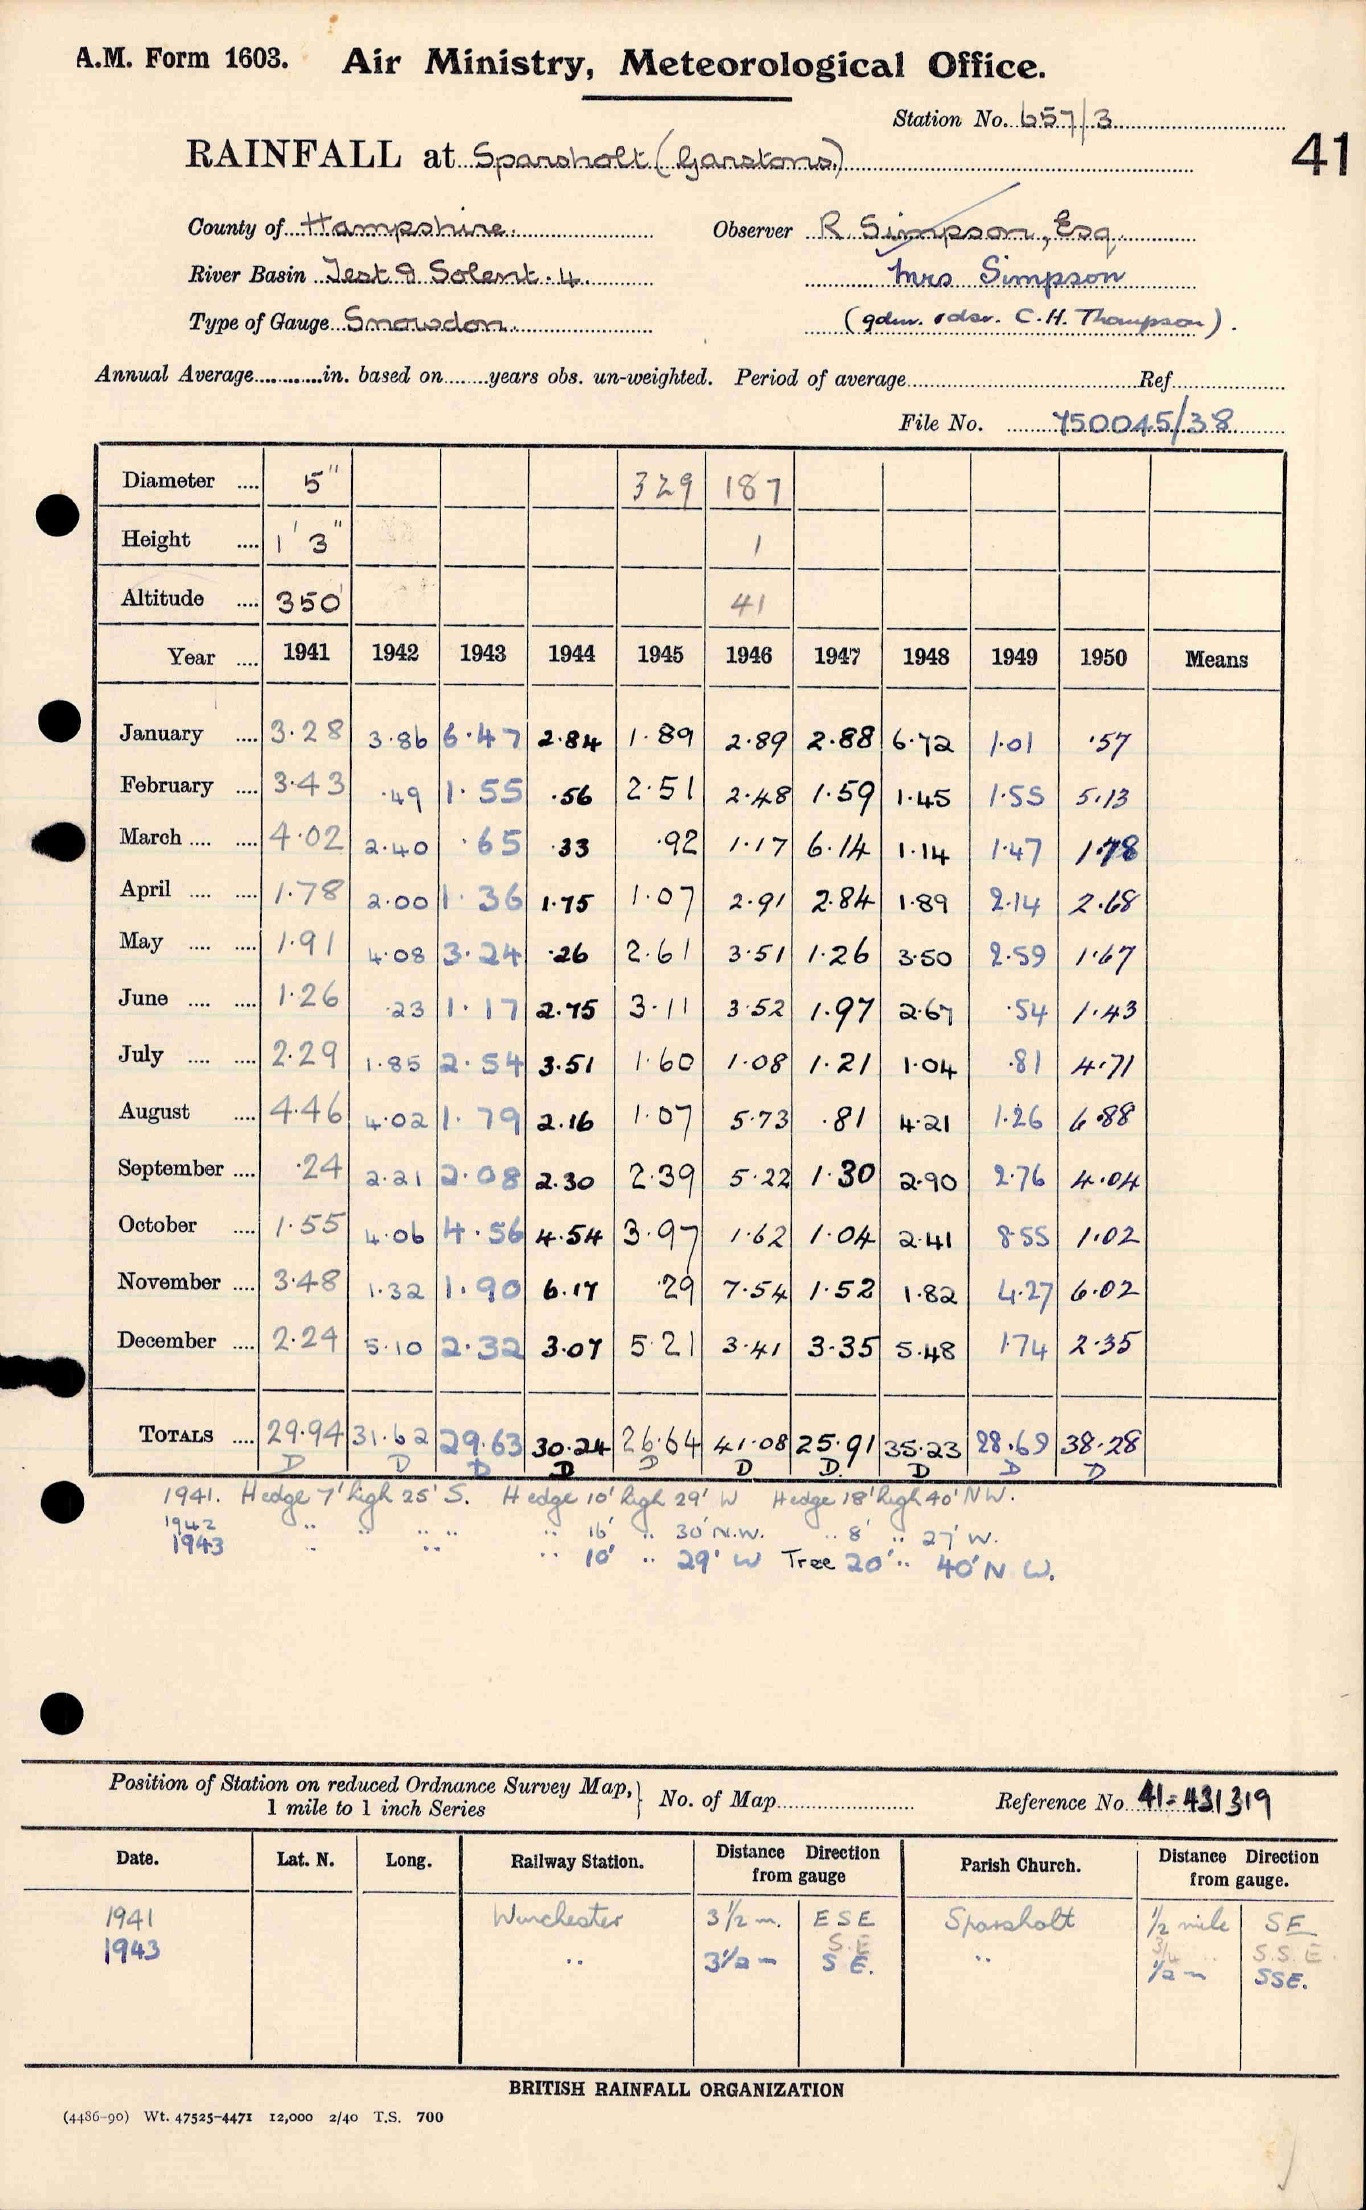 A.M. Form 1603. Air Ministry, Meteorological Office.
Station No. 657/3
41
RAINFALL at Sparsholt (Garstons)
County of Hampshire. Observer R Simpson, Esq.
River Basin Test & Solent. 4. Mrs Simpson
Type of Gauge Snowdon. (gdnr. obsr. C.H. Thompson).
Annual Average............in. based on........years obs. un-weighted. Period of average............Ref............
File No. 750045/38
Diameter .... 5" 329 187
Height .... 1' 3" 1
Altitude .... 350' 41
Year .... 1941 1942 1943 1944 1945 1946 1947 1948 1949 1950 Means
January .... 3.28 3.86 6.47 2.84 1.89 2.89 2.88 6.72 1.01 .57
February .... 3.43 .49 1.55 .56 2.51 2.48 1.59 1.45 1.55 5.13
March .... .... 4.02 2.40 .65 .33 .92 1.17 6.14 1.14 1.47 1.78
April .... .... 1.78 2.00 1.36 1.75 1.07 2.91 2.84 1.89 2.14 2.68
May .... .... 1.91 4.08 3.24 .26 2.61 3.51 1.26 3.50 2.59 1.67
June .... .... 1.26 .23 1.17 2.75 3.11 3.52 1.97 2.67 .54 1.43
July .... .... 2.29 1.85 2.54 3.51 1.60 1.08 1.21 1.04 .81 4.71
August .... 4.46 4.02 1.79 2.16 1.07 5.73 .81 4.21 1.26 6.88
September .... .24 2.21 2.08 2.30 2.39 5.22 1.30 2.90 2.76 4.04
October .... 1.55 4.06 4.56 4.54 3.97 1.62 1.04 2.41 8.55 1.02
November .... 3.48 1.32 1.90 6.17 .29 7.54 1.52 1.82 4.27 6.02
December .... 2.24 5.10 2.32 3.07 5.21 3.41 3.35 5.48 1.74 2.35
TOTALS .... 29.94 31.62 29.63 30.24 26.64 41.08 25.91 35.23 28.69 38.28
D D D D D D D. D D D
1941. Hedge 7' high 25' S. Hedge 10' high 29' W Hedge 18' high 40' NW.
1942 " " " " " 16' " 30' N.W. " 8' " 27' W.
1943 " " " 10' " 29' W Tree 20' " 40' N W.
Position of Station on reduced Ordnance Survey Map,} No. of Map............ Reference No. 41=431319
1 mile to 1 inch Series
Date. Lat. N. Long. Railway Station. Distance Direction from gauge Parish Church. Distance Direction from gauge.
1941 Winchester 3 1/2 m. E S E Sparsholt 1/2 mile SE
S.E 3/4 " S.S.E.
1943 " 3 1/2 m S E. " 1/2 m SSE.
BRITISH RAINFALL ORGANIZATION
(4486-90) Wt. 47525-4471 12,000 2/40 T.S. 700